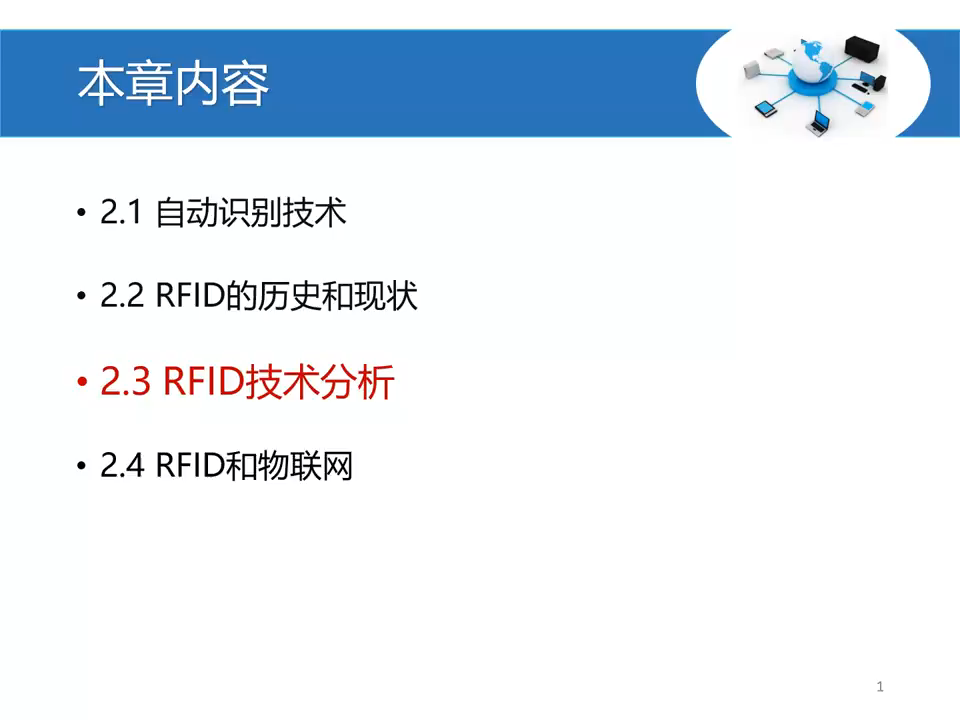 本章内容
• 2.1 自动识别技术
• 2.2 RFID的历史和现状
• 2.3 RFID技术分析
• 2.4 RFID和物联网
1